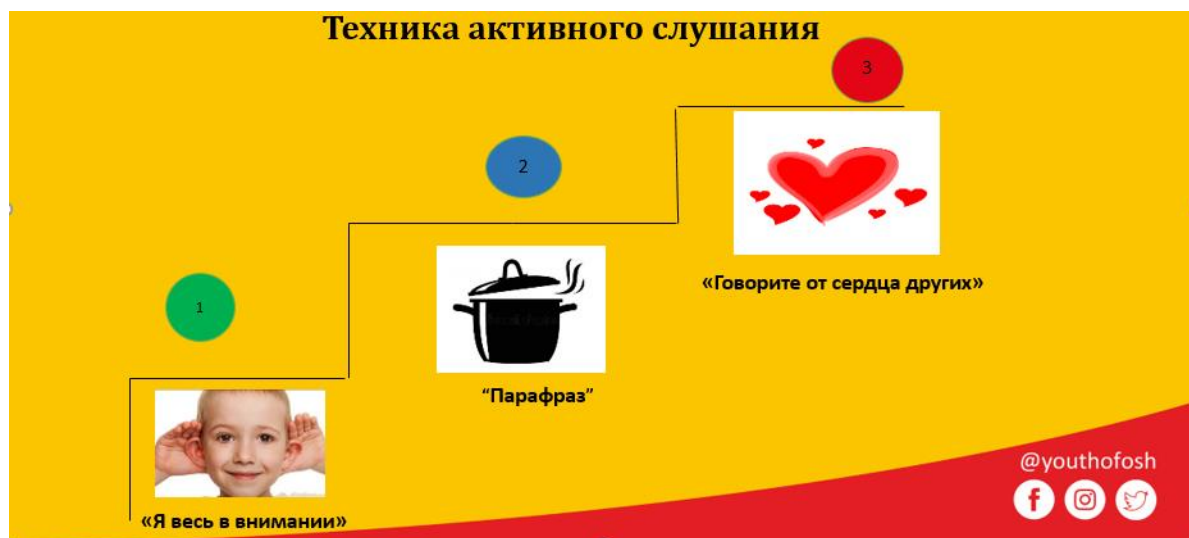 Техника активного слушания
3
2
«Говорите от сердца других»
1
“Парафраз”
@youthofosh
«Я весь в внимании»